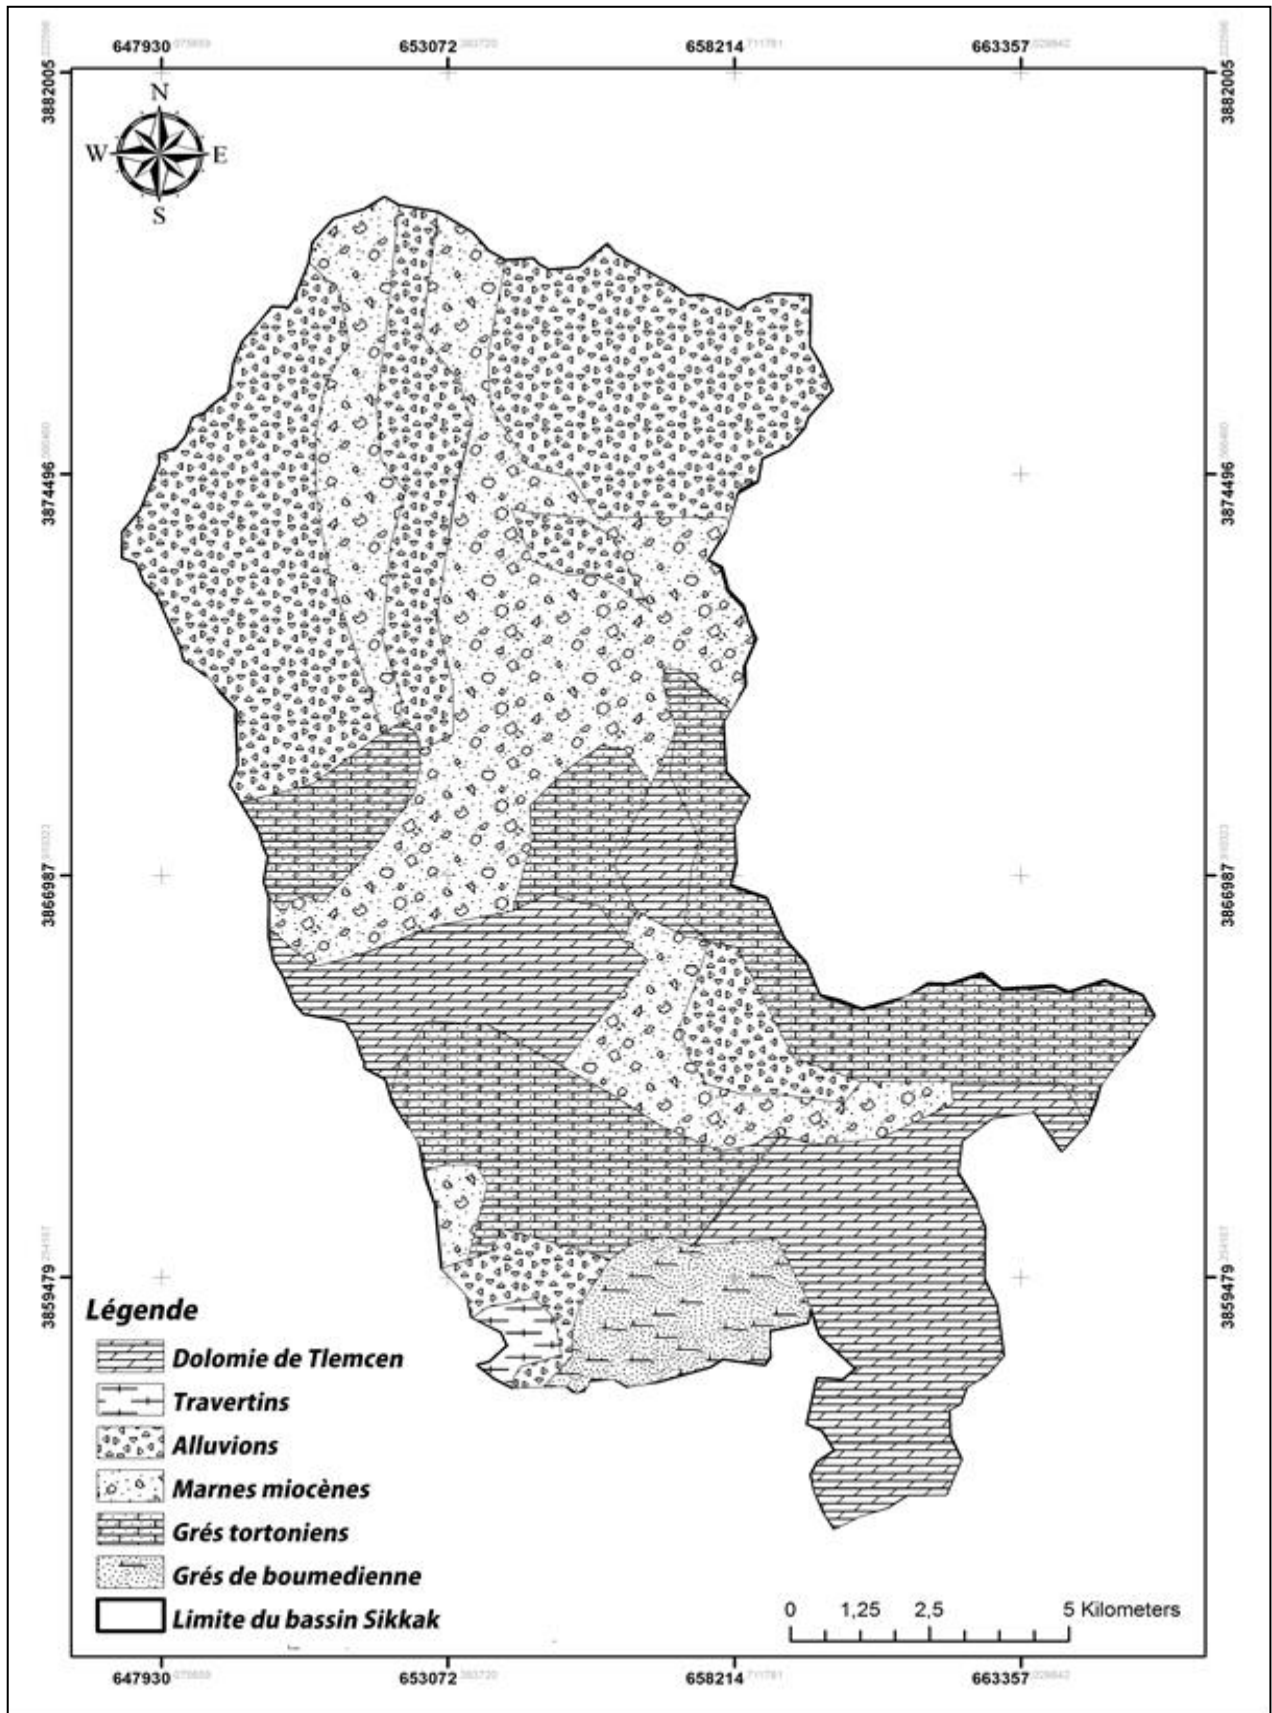 647930 653072 658214 663357
3882005 3882005
N
W E
S
3874496 3874496
3866987 3866987
3859479 3859479
Légende
Dolomie de Tlemcen
Travertins
Alluvions
Marnes miocènes
Grés tortoniens
Grés de boumedienne
Limite du bassin Sikkak
0 1,25 2,5 5 Kilometers
647930 653072 658214 663357